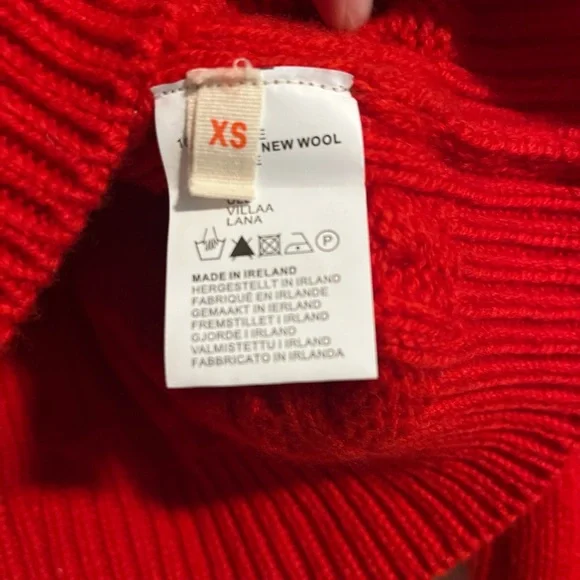 XS
NEW WOOL
VILLAA
LANA
P
MADE IN IRELAND
HERGESTELLT IN IRLAND
FABRIQUÉ EN IRLANDE
GEMAAKT IN IERLAND
FREMSTILLET I IRLAND
GJORDE I IRLAND
VALMISTETTU I IRLAND
FABBRICATO IN IRLANDA